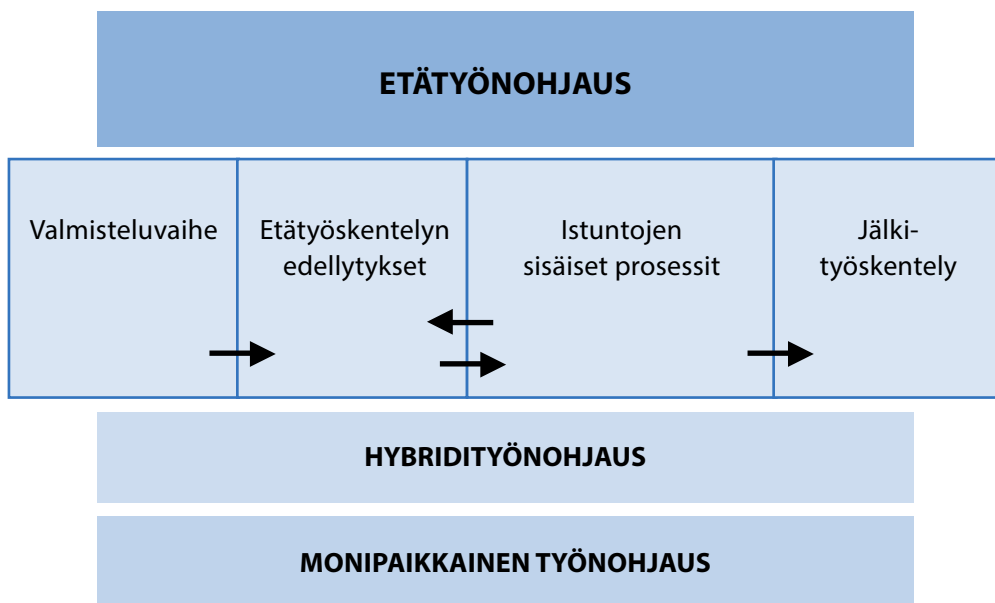 ETÄTYÖNOHJAUS
Valmisteluvaihe
Etätyöskentelyn
edellytykset
Istuntojen
sisäiset prosessit
Jälki-
työskentely
HYBRIDITYÖNOHJAUS
MONIPAIKKAINEN TYÖNOHJAUS